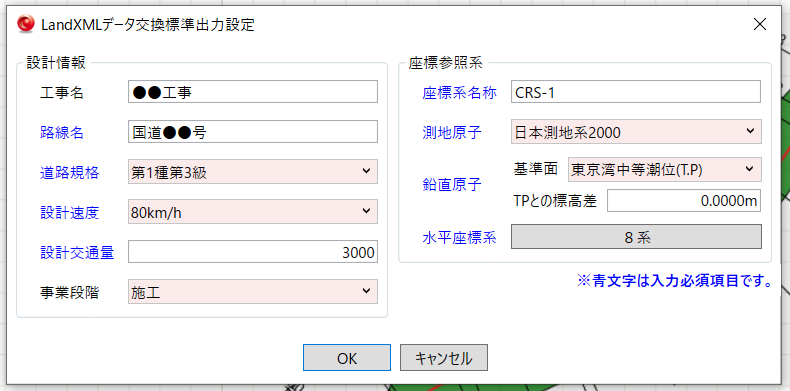 LandXMLデータ交換標準出力設定
設計情報
工事名 ●●工事
路線名 国道●●号
道路規格 第1種第3級
設計速度 80km/h
設計交通量 3000
事業段階 施工
座標参照系
座標系名称 CRS-1
測地原子 日本測地系2000
鉛直原子
基準面 東京湾中等潮位(T.P)
TPとの標高差 0.0000m
水平座標系 8 系
※青文字は入力必須項目です。
OK キャンセル